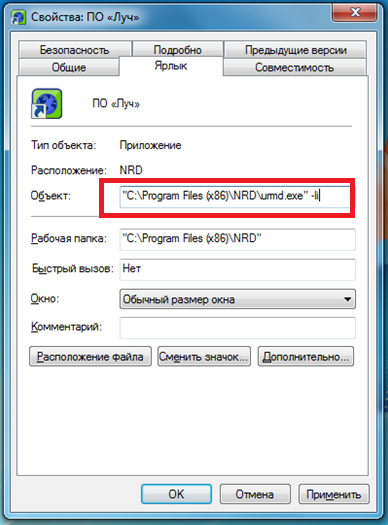 Свойства: ПО «Луч»
Безопасность Подробно Предыдущие версии
Общие Ярлык Совместимость
ПО «Луч»
Тип объекта: Приложение
Расположение: NRD
Объект: "C:\Program Files (x86)\NRD\urmd.exe" -li
Рабочая папка: "C:\Program Files (x86)\NRD"
Быстрый вызов: Нет
Окно: Обычный размер окна
Комментарий:
Расположение файла Сменить значок... Дополнительно...
OK Отмена Применить